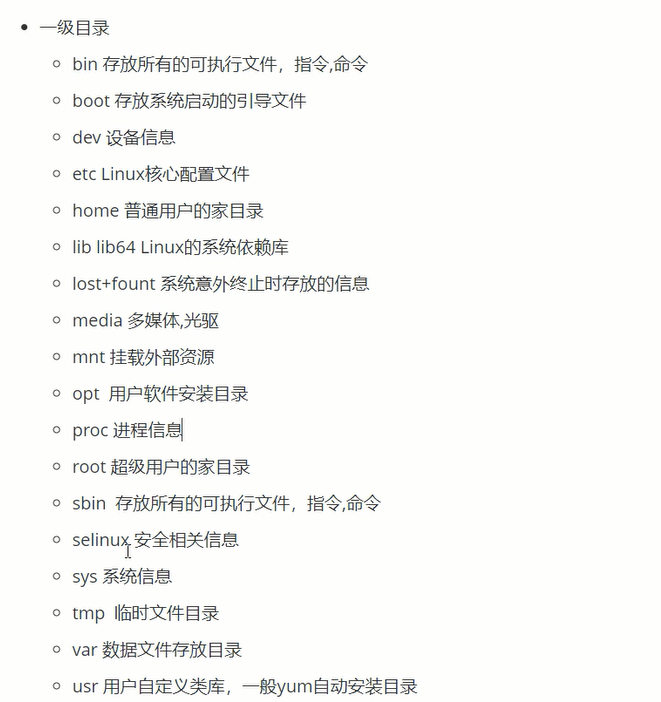 一级目录
bin 存放所有的可执行文件，指令,命令
boot 存放系统启动的引导文件
dev 设备信息
etc Linux核心配置文件
home 普通用户的家目录
lib lib64 Linux的系统依赖库
lost+fount 系统意外终止时存放的信息
media 多媒体,光驱
mnt 挂载外部资源
opt  用户软件安装目录
proc 进程信息
root 超级用户的家目录
sbin  存放所有的可执行文件，指令,命令
selinux 安全相关信息
sys 系统信息
tmp  临时文件目录
var 数据文件存放目录
usr 用户自定义类库，一般yum自动安装目录